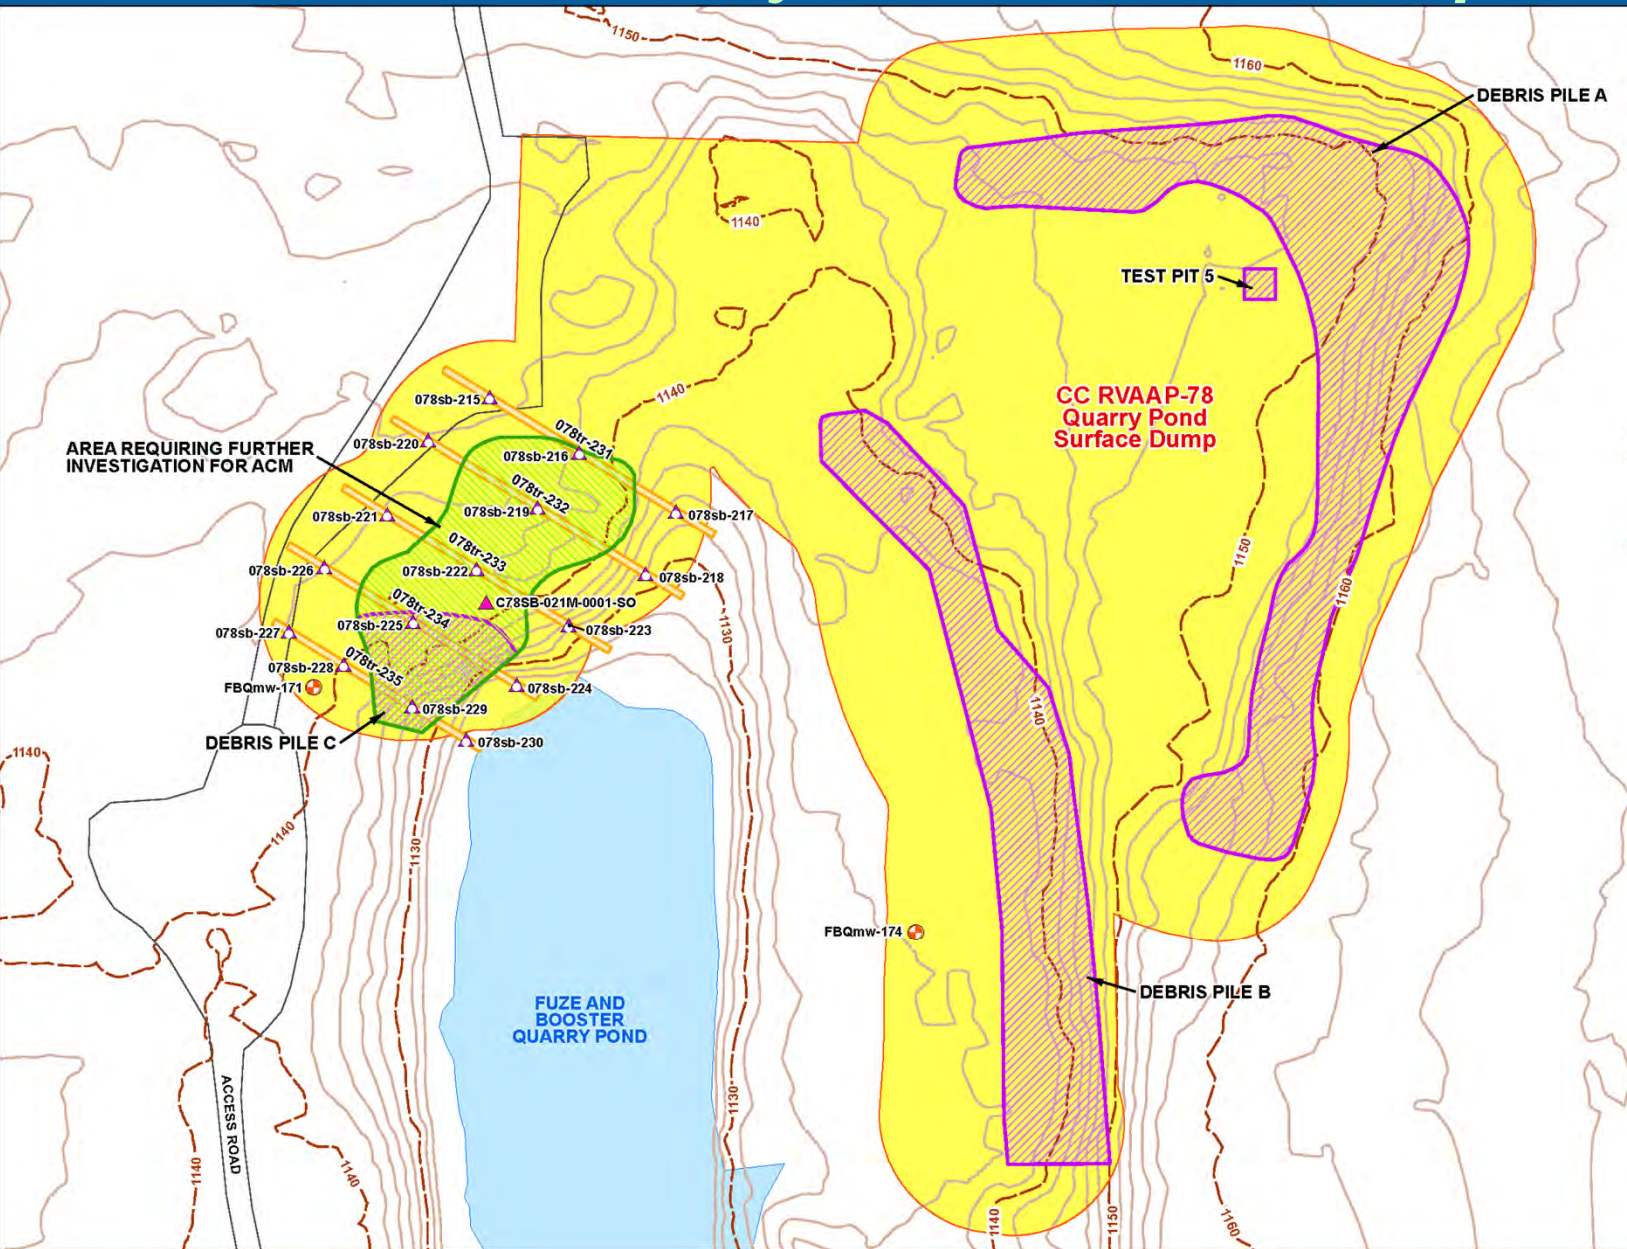 1150
1160
DEBRIS PILE A
1140
TEST PIT 5
1140
CC RVAAP-78
Quarry Pond
Surface Dump
078sb-215
078tr-231
078sb-220
AREA REQUIRING FURTHER
INVESTIGATION FOR ACM
078sb-216
078tr-232
078sb-219
078sb-221
078sb-217
078tr-233
1150
078sb-226
078sb-222
078sb-218
1160
078tr-234
C78SB-021M-0001-SO
078sb-225
078sb-227
078sb-223
1130
078tr-235
078sb-228
FBQmw-171
078sb-224
078sb-229
1140
DEBRIS PILE C
078sb-230
1140
1140
1130
FBQmw-174
DEBRIS PILE B
FUZE AND
BOOSTER
QUARRY POND
ACCESS ROAD
1130
1140
1140
1140
1150
1160